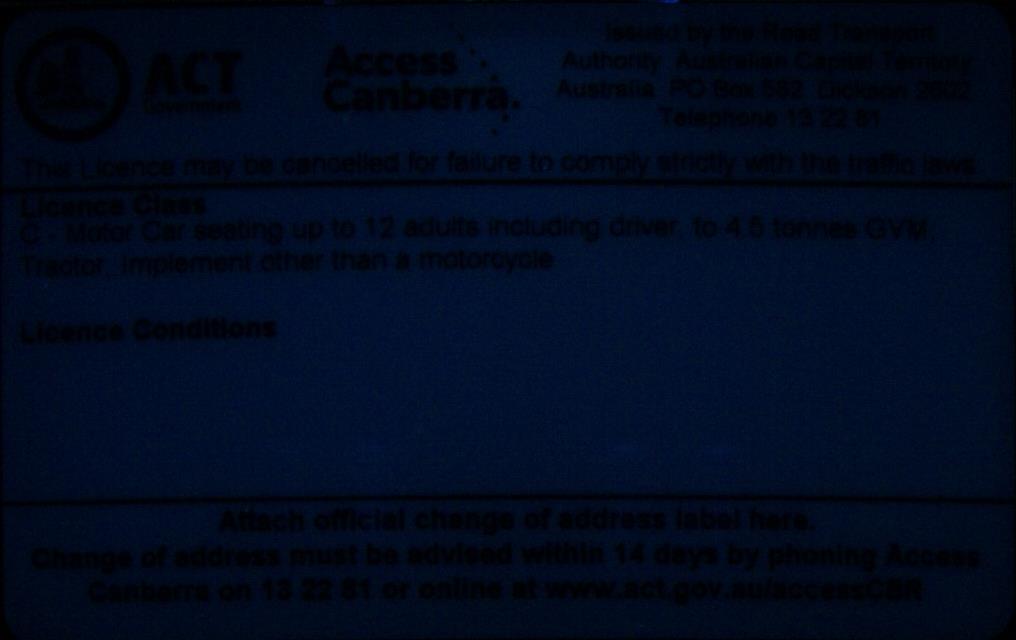 ACT
Government
Access
Canberra.
Issued by the Road Transport
Authority Australian Capital Territory
Australia PO Box 582 Dickson 2602
Telephone 13 22 81
This Licence may be cancelled for failure to comply strictly with the traffic laws
Licence Class
C - Motor Car seating up to 12 adults including driver, to 4.5 tonnes GVM,
Tractor, Implement other than a motorcycle
Licence Conditions
Attach official change of address label here.
Change of address must be advised within 14 days by phoning Access
Canberra on 13 22 81 or online at www.act.gov.au/accessCBR